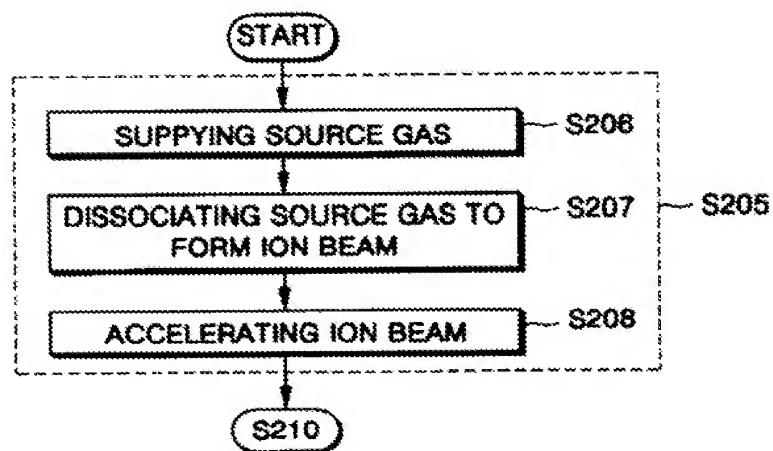 START
SUPPYING SOURCE GAS
S206
DISSOCIATING SOURCE GAS TO
FORM ION BEAM
S207
S205
ACCELERATING ION BEAM
S208
S210